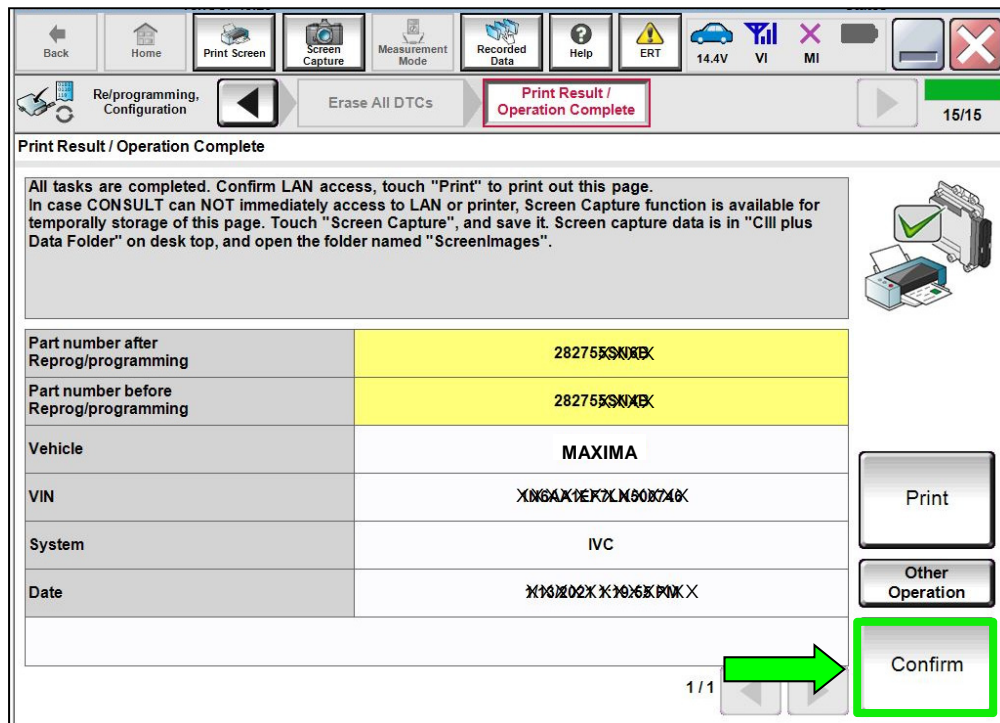 Back
Home
Print Screen
Screen
Capture
Measurement
Mode
Recorded
Data
Help
ERT
14.4V
VI
MI
Re/programming,
Configuration
Erase All DTCs
Print Result /
Operation Complete
15/15
Print Result / Operation Complete
All tasks are completed. Confirm LAN access, touch "Print" to print out this page.
In case CONSULT can NOT immediately access to LAN or printer, Screen Capture function is available for
temporally storage of this page. Touch "Screen Capture", and save it. Screen capture data is in "CIII plus
Data Folder" on desk top, and open the folder named "ScreenImages".
Part number after
Reprog/programming
Part number before
Reprog/programming
Vehicle
MAXIMA
VIN
System
IVC
Date
Print
Other
Operation
Confirm
1/1